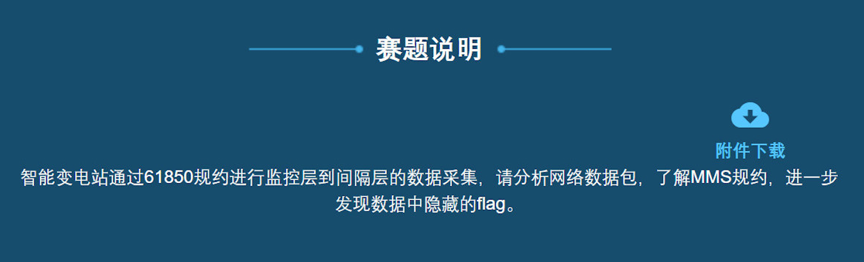 赛题说明
附件下载
智能变电站通过61850规约进行监控层到间隔层的数据采集，请分析网络数据包，了解MMS规约，进一步
发现数据中隐藏的flag。